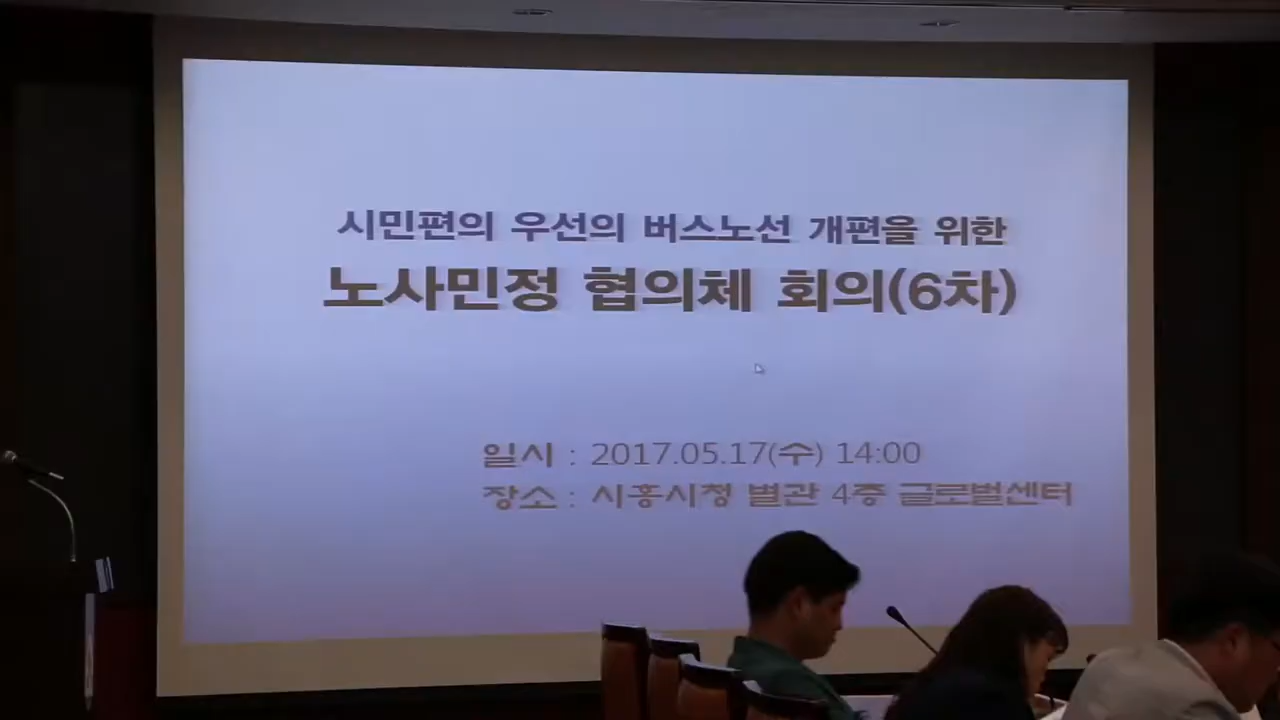 시민편의 우선의 버스노선 개편을 위한
노사민정 협의체 회의(6차)
일시 : 2017.05.17(수) 14:00
장소 : 시흥시청 별관 4층 글로벌센터